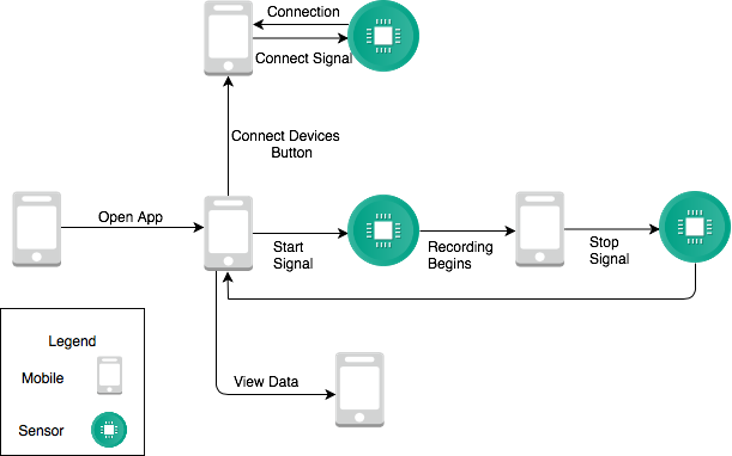 Connection
Connect Signal
Connect Devices
Button
Open App
Start
Signal
Recording
Begins
Stop
Signal
View Data
Legend
Mobile
Sensor